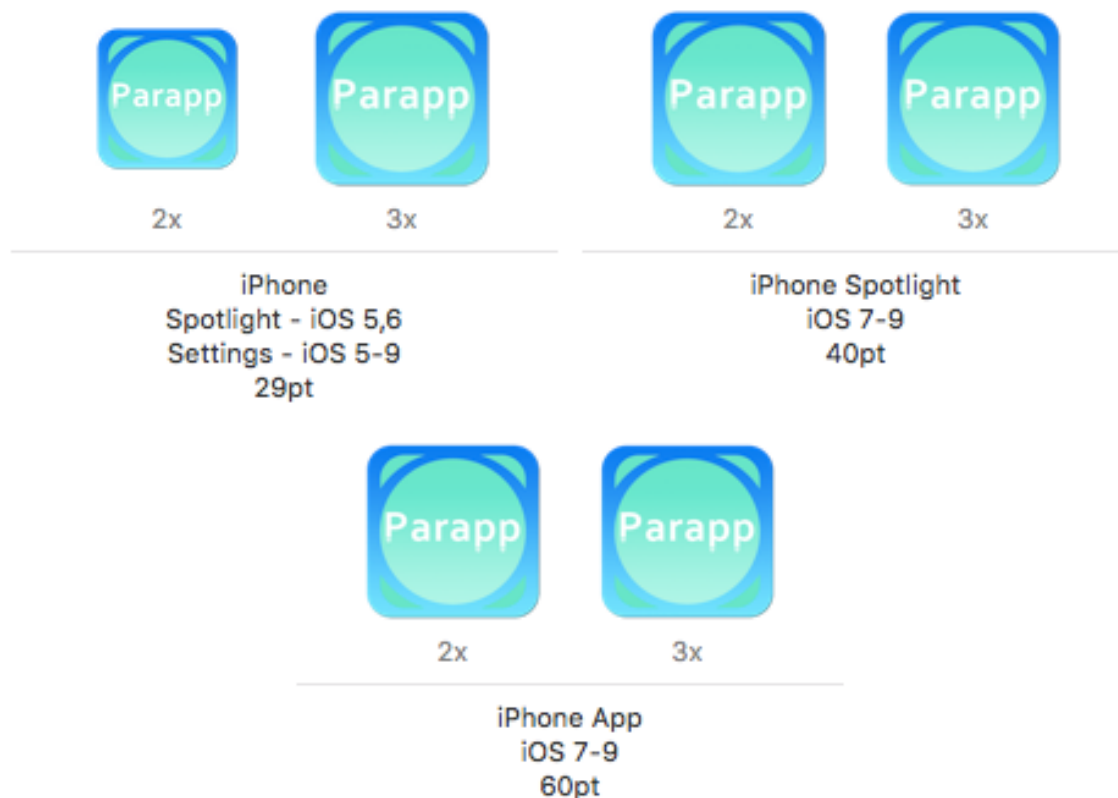 Parapp Parapp Parapp Parapp
2x 3x 2x 3x
iPhone
Spotlight - iOS 5,6
Settings - iOS 5-9
29pt
iPhone Spotlight
iOS 7-9
40pt
Parapp Parapp
2x 3x
iPhone App
iOS 7-9
60pt